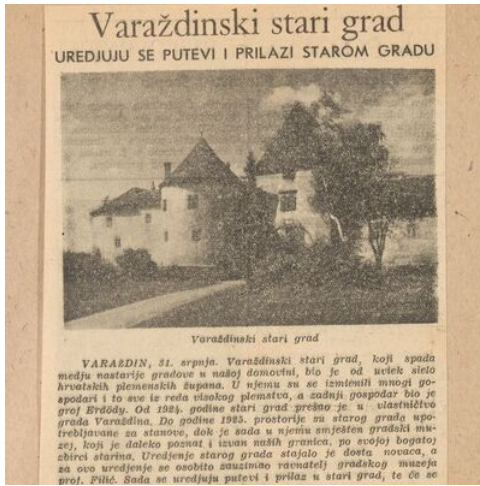 Varaždinski stari grad
UREDJUJU SE PUTEVI I PRILAZI STAROM GRADU
Varaždinski stari grad
VARAŽDIN, 31. srpnja. Varaždinski stari grad, koji spada
medju nastarije gradove u našoj domovini, bio je od uviek sielo
hrvatskih plemenskih župana. U njemu su se izmienili mnogi go-
spodari i to sve iz reda visokog plemstva, a zadnji gospodar bio je
grof Erdödy. Od 1924. godine stari grad prešao je u vlastničtvo
grada Varaždina. Do godine 1925. prostorije su starog grada upo-
trebljavane za stanove, dok je sada u njemu smješten gradski mu-
zej, koji je daleko poznat i izvan naših granica, po svojoj bogatoj
zbirci starina. Uredjenje starog grada stajalo je dosta novaca, a
za ovo uredjenje se osobito zauzimao ravnatelj gradskog muzeja
prof. Filić. Sada se uredjuju putevi i prilaz u stari grad, te će se